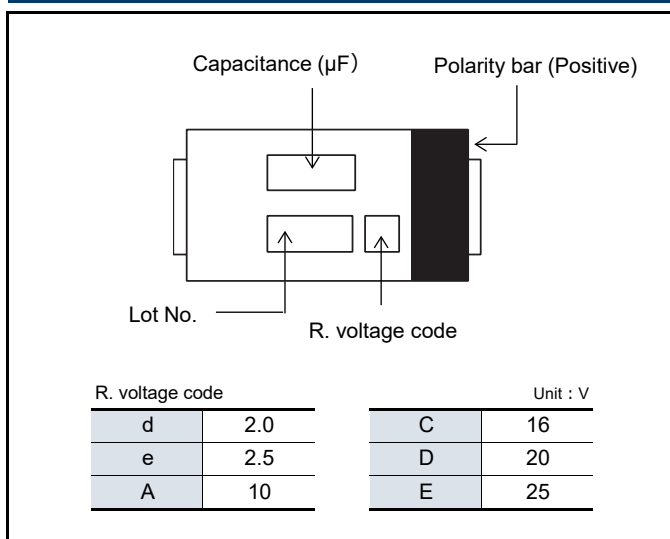 Capacitance (µF）
Polarity bar (Positive)
Lot No.
R. voltage code
R. voltage code
Unit：V
d 2.0 C 16
e 2.5 D 20
A 10 E 25